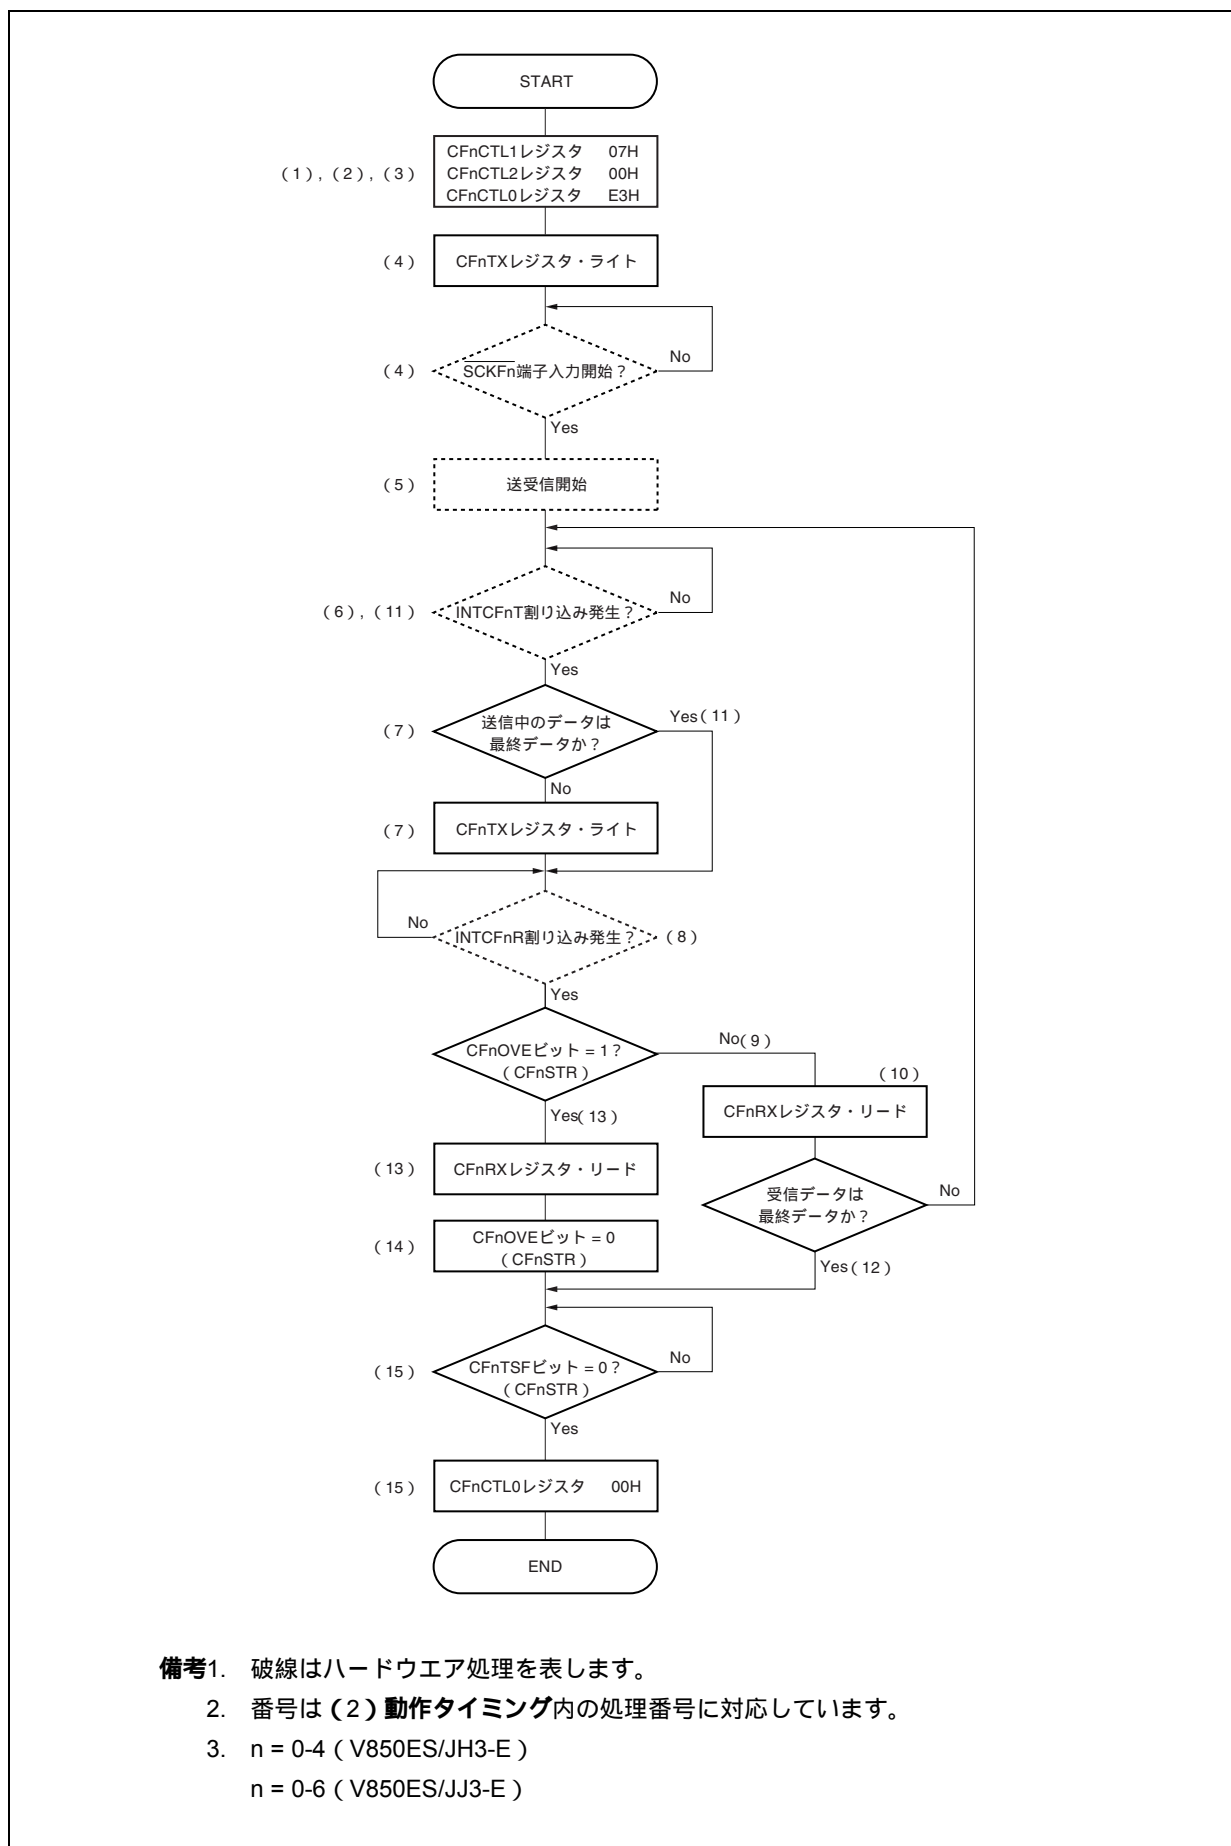 START
(1), (2), (3)
CFnCTL1レジスタ 07H
CFnCTL2レジスタ 00H
CFnCTL0レジスタ E3H
(4)
CFnTXレジスタ・ライト
(4)
SCKFn端子入力開始？
No
Yes
(5)
送受信開始
(6), (11)
INTCFnT割り込み発生？
No
Yes
(7)
送信中のデータは
最終データか？
Yes(11)
No
(7)
CFnTXレジスタ・ライト
No
INTCFnR割り込み発生？
(8)
Yes
CFnOVEビット = 1？
(CFnSTR)
No(9)
Yes(13)
(10)
CFnRXレジスタ・リード
(13)
CFnRXレジスタ・リード
受信データは
最終データか？
No
Yes(12)
(14)
CFnOVEビット = 0
(CFnSTR)
(15)
CFnTSFビット = 0？
(CFnSTR)
No
Yes
(15)
CFnCTL0レジスタ 00H
END
備考1. 破線はハードウエア処理を表します。
2. 番号は(2)動作タイミング内の処理番号に対応しています。
3. n = 0-4 (V850ES/JH3-E)
n = 0-6 (V850ES/JJ3-E)